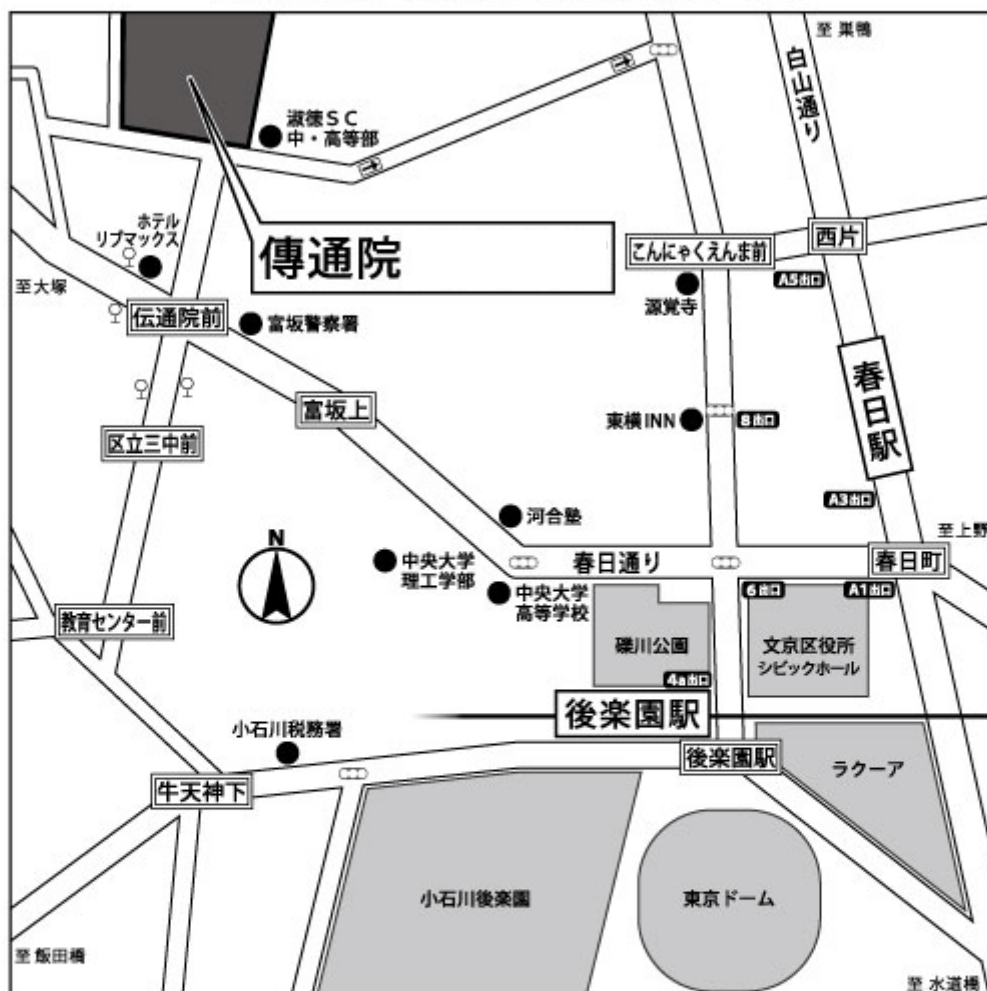 至 巣鴨
白山通り
淑徳SC
中・高等部
ホテル
リブマックス
傳通院
西片
こんにゃくえんま前
A5出口
至大塚
源覚寺
伝通院前
富坂警察署
春日駅
富坂上
東横INN
8出口
区立三中前
A3出口
河合塾
至上野
春日通り
春日町
中央大学
理工学部
中央大学
高等学校
6出口
A1出口
N
教育センター前
礫川公園
文京区役所
シビックホール
4a出口
後楽園駅
小石川税務署
後楽園駅
ラクーア
牛天神下
小石川後楽園
東京ドーム
至 飯田橋
至 水道橋